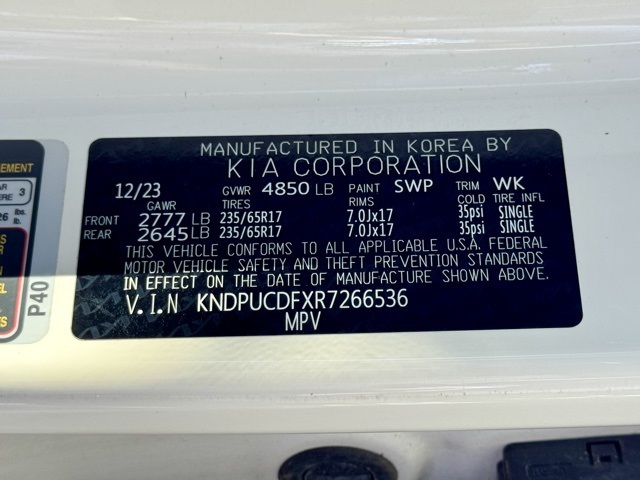 MANUFACTURED IN KOREA BY
KIA CORPORATION
12/23 GVWR 4850 LB PAINT SWP TRIM WK
GAWR TIRES RIMS COLD TIRE INFL
FRONT 2777 LB 235/65R17 7.0Jx17 35psi SINGLE
REAR 2645 LB 235/65R17 7.0Jx17 35psi SINGLE
THIS VEHICLE CONFORMS TO ALL APPLICABLE U.S.A. FEDERAL
MOTOR VEHICLE SAFETY AND THEFT PREVENTION STANDARDS
IN EFFECT ON THE DATE OF MANUFACTURE SHOWN ABOVE.
V.I.N KNDPUCDFXR7266536
MPV
P40
3
lbs.